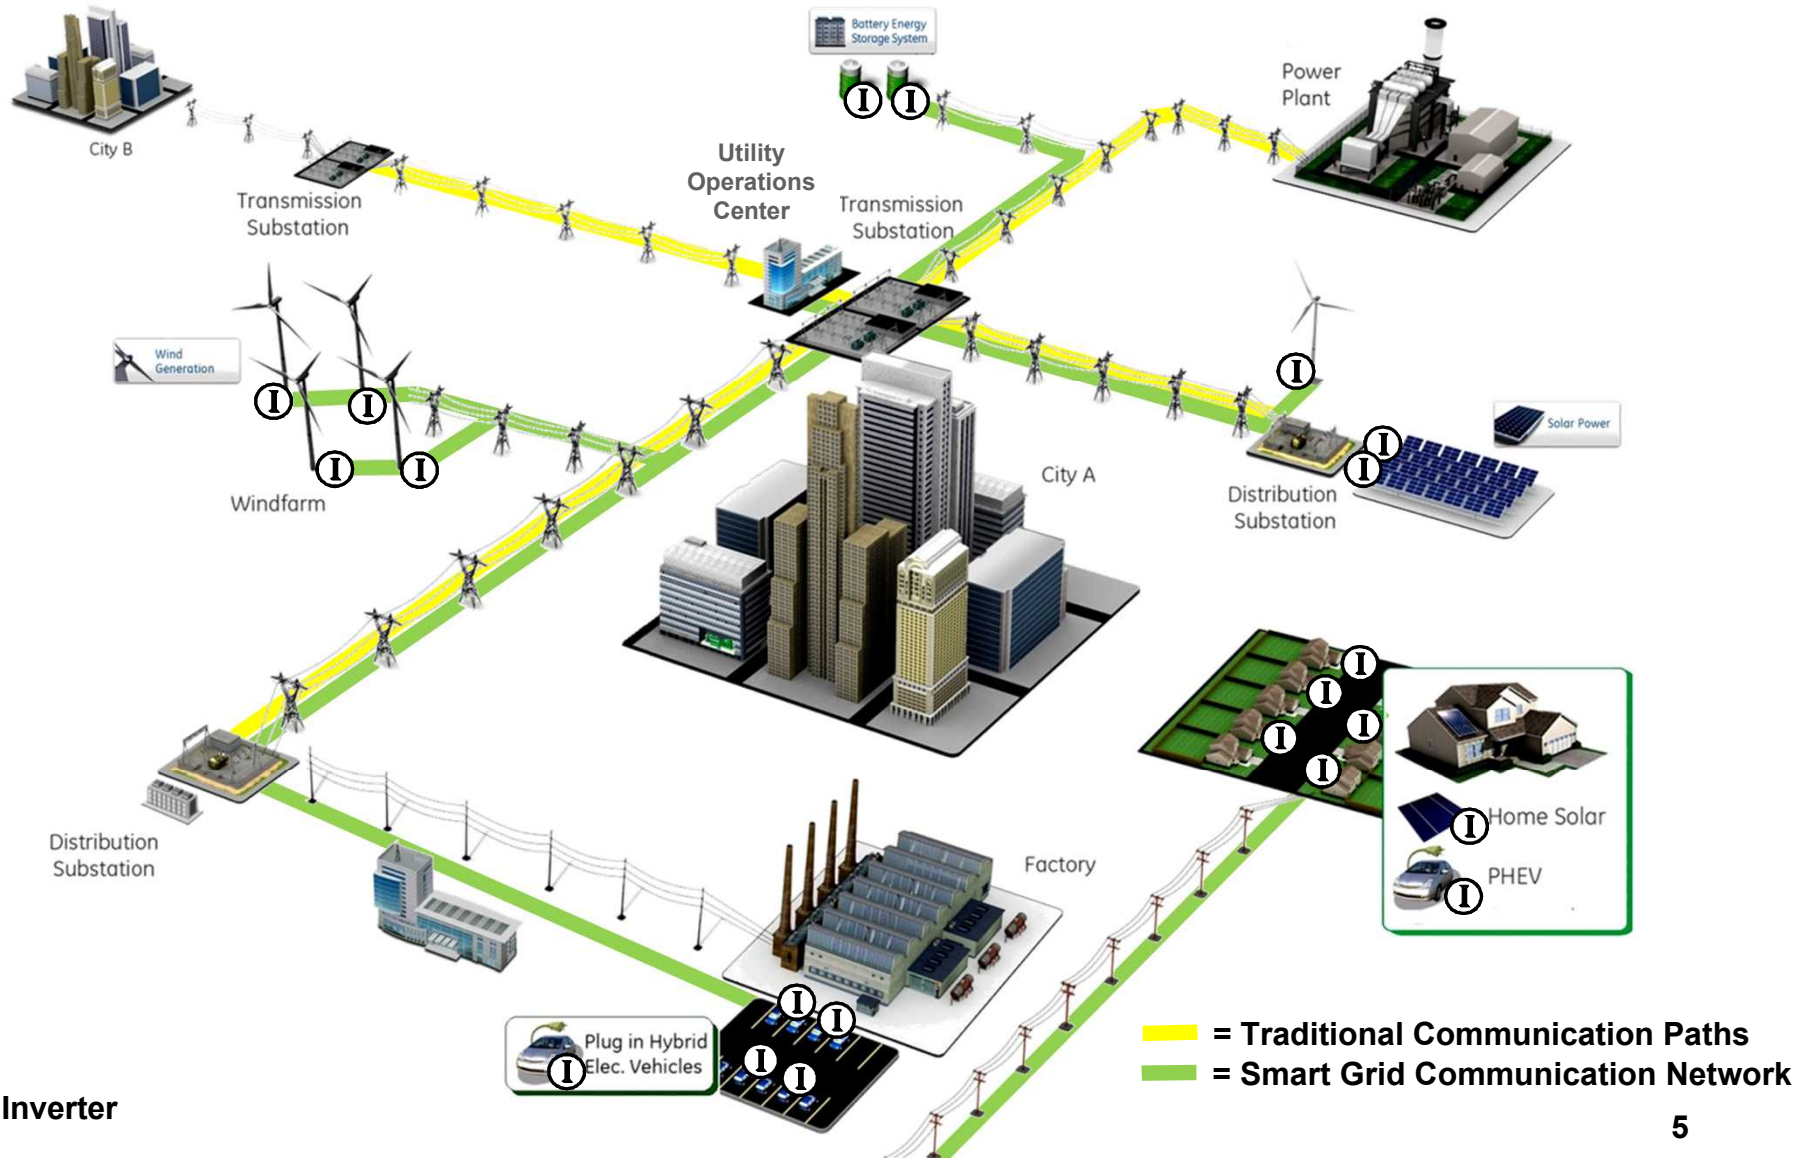 Battery Energy
Storage System
I
I
Power
Plant
City B
Utility
Operations
Center
Transmission
Substation
Transmission
Substation
Wind
Generation
I
I
I
I
Windfarm
I
Solar Power
I
I
City A
Distribution
Substation
I
I
I
I
I
Home Solar
I
PHEV
I
Distribution
Substation
Factory
I
I
I
I
Plug in Hybrid
Elec. Vehicles
I
= Traditional Communication Paths
= Smart Grid Communication Network
Inverter
5